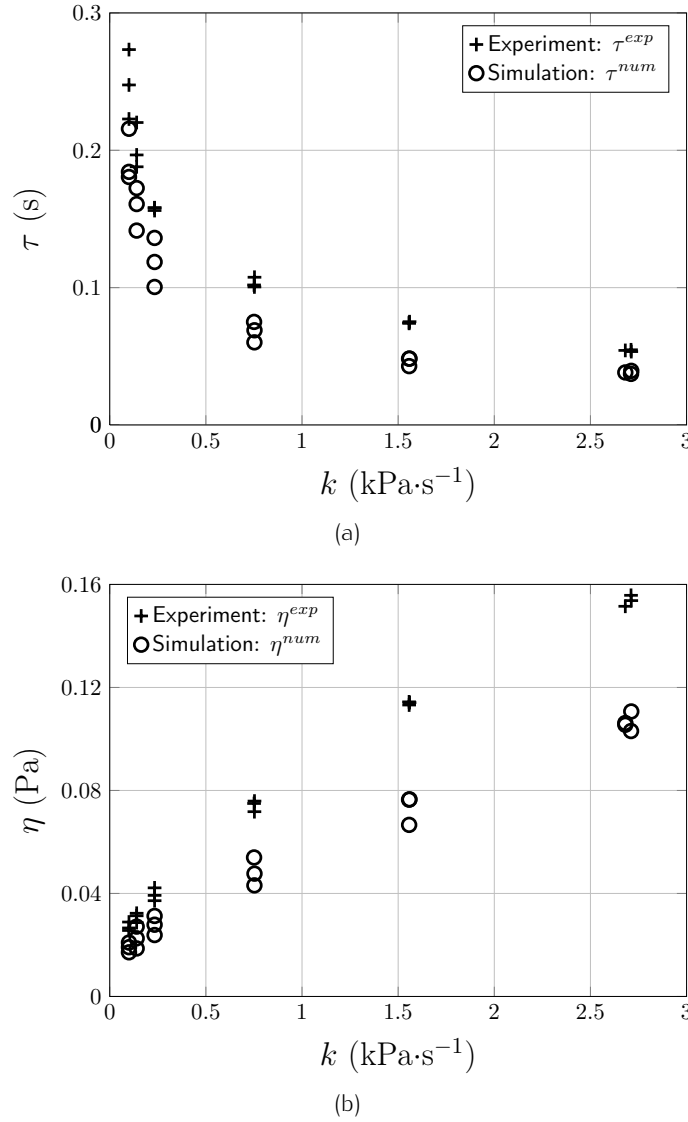 0.3
0.2
0.1
0
τ (s)
Experiment: τ^exp
Simulation: τ^num
0 0.5 1 1.5 2 2.5 3
k (kPa·s⁻¹)
(a)
0.16
0.12
0.08
0.04
0
η (Pa)
Experiment: η^exp
Simulation: η^num
0 0.5 1 1.5 2 2.5 3
k (kPa·s⁻¹)
(b)